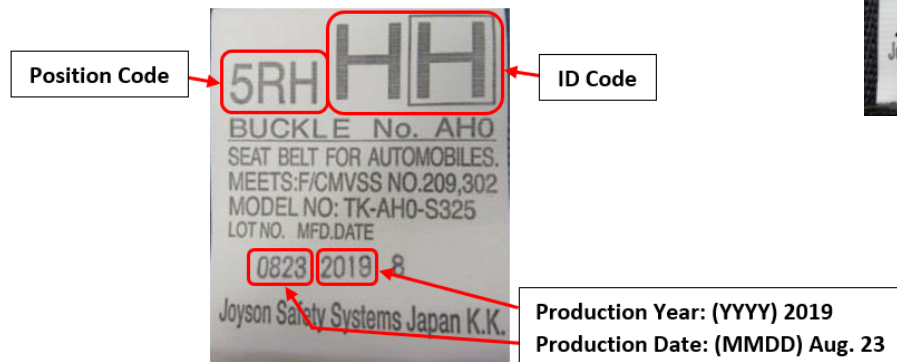 Position Code
5RH
HH
ID Code
BUCKLE No. AH0
SEAT BELT FOR AUTOMOBILES.
MEETS:F/CMVSS NO.209,302
MODEL NO: TK-AH0-S325
LOT NO. MFD.DATE
0823 2019 8
Joyson Safety Systems Japan K.K.
Production Year: (YYYY) 2019
Production Date: (MMDD) Aug. 23